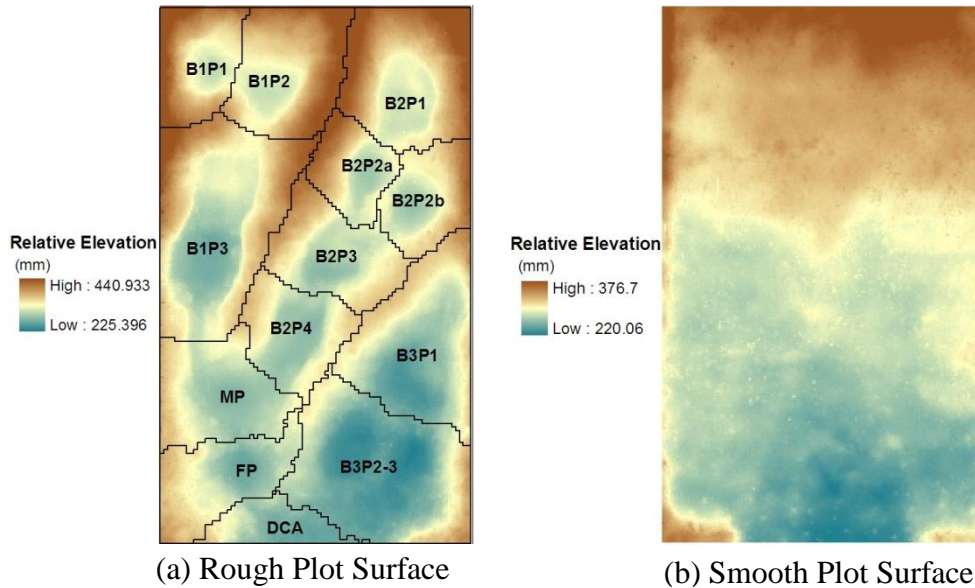 B1P1
B1P2
B2P1
B2P2a
B2P2b
B1P3
B2P3
B2P4
B3P1
MP
FP
B3P2-3
DCA
Relative Elevation
(mm)
High : 440.933
Low : 225.396
Relative Elevation
(mm)
High : 376.7
Low : 220.06
(a) Rough Plot Surface
(b) Smooth Plot Surface